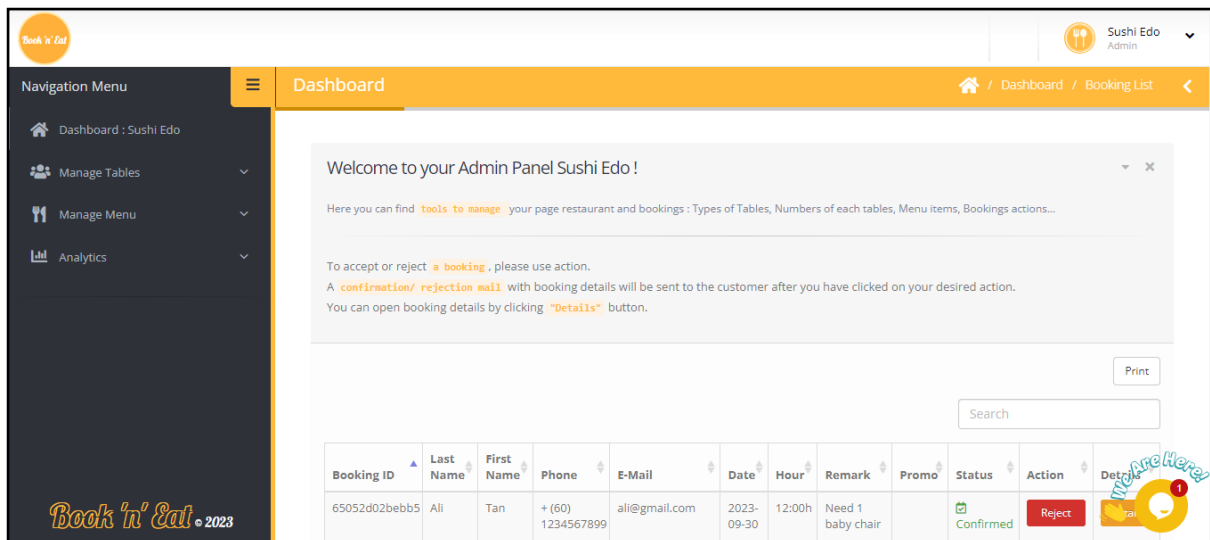 Book 'n' Eat
Sushi Edo
Admin
Navigation Menu
Dashboard
/ Dashboard / Booking List
Dashboard : Sushi Edo
Manage Tables
Manage Menu
Analytics
Welcome to your Admin Panel Sushi Edo !
Here you can find tools to manage your page restaurant and bookings : Types of Tables, Numbers of each tables, Menu items, Bookings actions...
To accept or reject a booking , please use action.
A confirmation/ rejection mail with booking details will be sent to the customer after you have clicked on your desired action.
You can open booking details by clicking "Details" button.
Print
Search
Booking ID Last Name First Name Phone E-Mail Date Hour Remark Promo Status Action Details
65052d02bebb5 Ali Tan + (60) 1234567899 ali@gmail.com 2023-09-30 12:00h Need 1 baby chair Confirmed Reject
We Are Here!
1
Book 'n' Eat © 2023